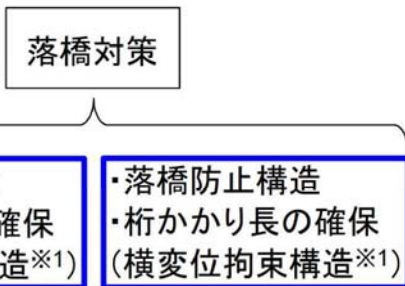 落橋対策
確保
造※1)
・落橋防止構造
・桁かかり長の確保
(横変位拘束構造※1)